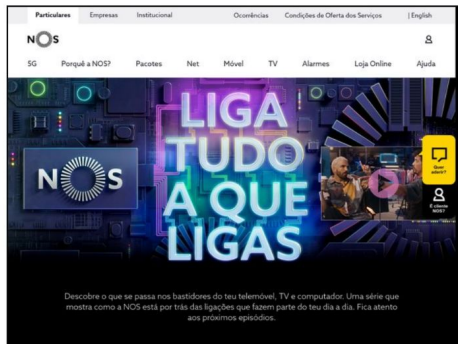 Particulares Empresas Institucional Ocorrências Condições de Oferta dos Serviços | English
NOS
5G Porquê a NOS? Pacotes Net Móvel TV Alarmes Loja Online Ajuda
NOS
LIGA
TUDO
A QUE
LIGAS
Quer
aderir?
É cliente
NOS?
Descobre o que se passa nos bastidores do teu telemóvel, TV e computador. Uma série que
mostra como a NOS está por trás das ligações que fazem parte do teu dia a dia. Fica atento
aos próximos episódios.